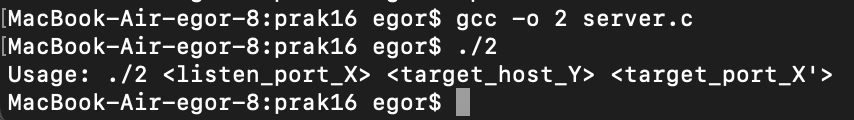 [MacBook-Air-egor-8:prak16 egor$ gcc -o 2 server.c
[MacBook-Air-egor-8:prak16 egor$ ./2
Usage: ./2 <listen_port_X> <target_host_Y> <target_port_X'>
MacBook-Air-egor-8:prak16 egor$